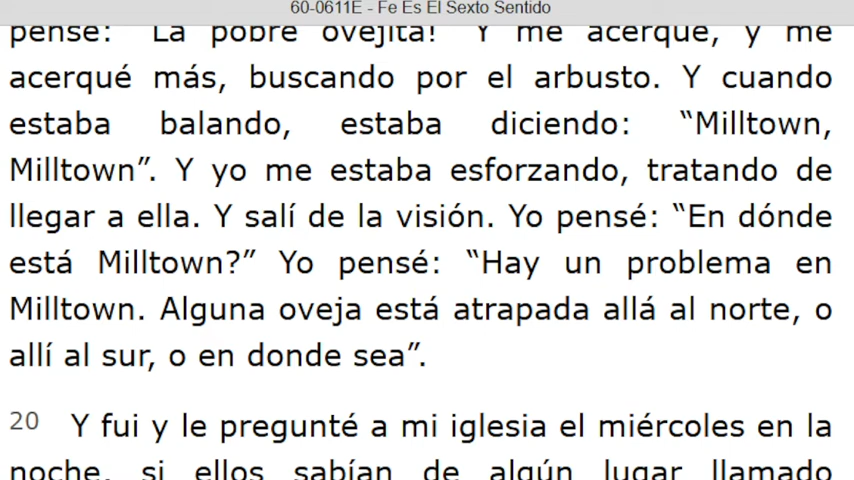 60-0611E - Fe Es El Sexto Sentido
pensé: “La pobre ovejita! Y me acerqué, y me
acerqué más, buscando por el arbusto. Y cuando
estaba balando, estaba diciendo: “Milltown,
Milltown”. Y yo me estaba esforzando, tratando de
llegar a ella. Y salí de la visión. Yo pensé: “En dónde
está Milltown?” Yo pensé: “Hay un problema en
Milltown. Alguna oveja está atrapada allá al norte, o
allí al sur, o en donde sea”.
20 Y fui y le pregunté a mi iglesia el miércoles en la
noche, si ellos sabían de algún lugar llamado